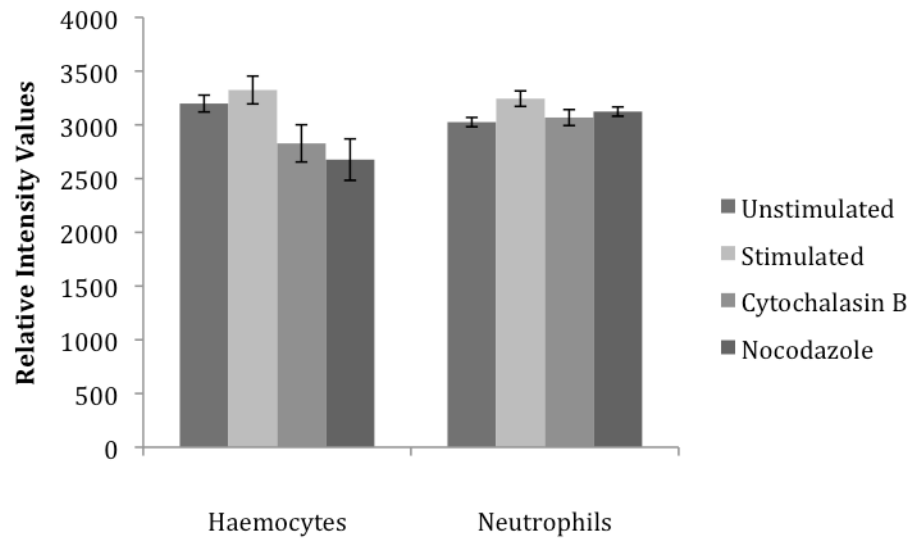 Relative Intensity Values
4000
3500
3000
2500
2000
1500
1000
500
0
Haemocytes
Neutrophils
Unstimulated
Stimulated
Cytochalasin B
Nocodazole